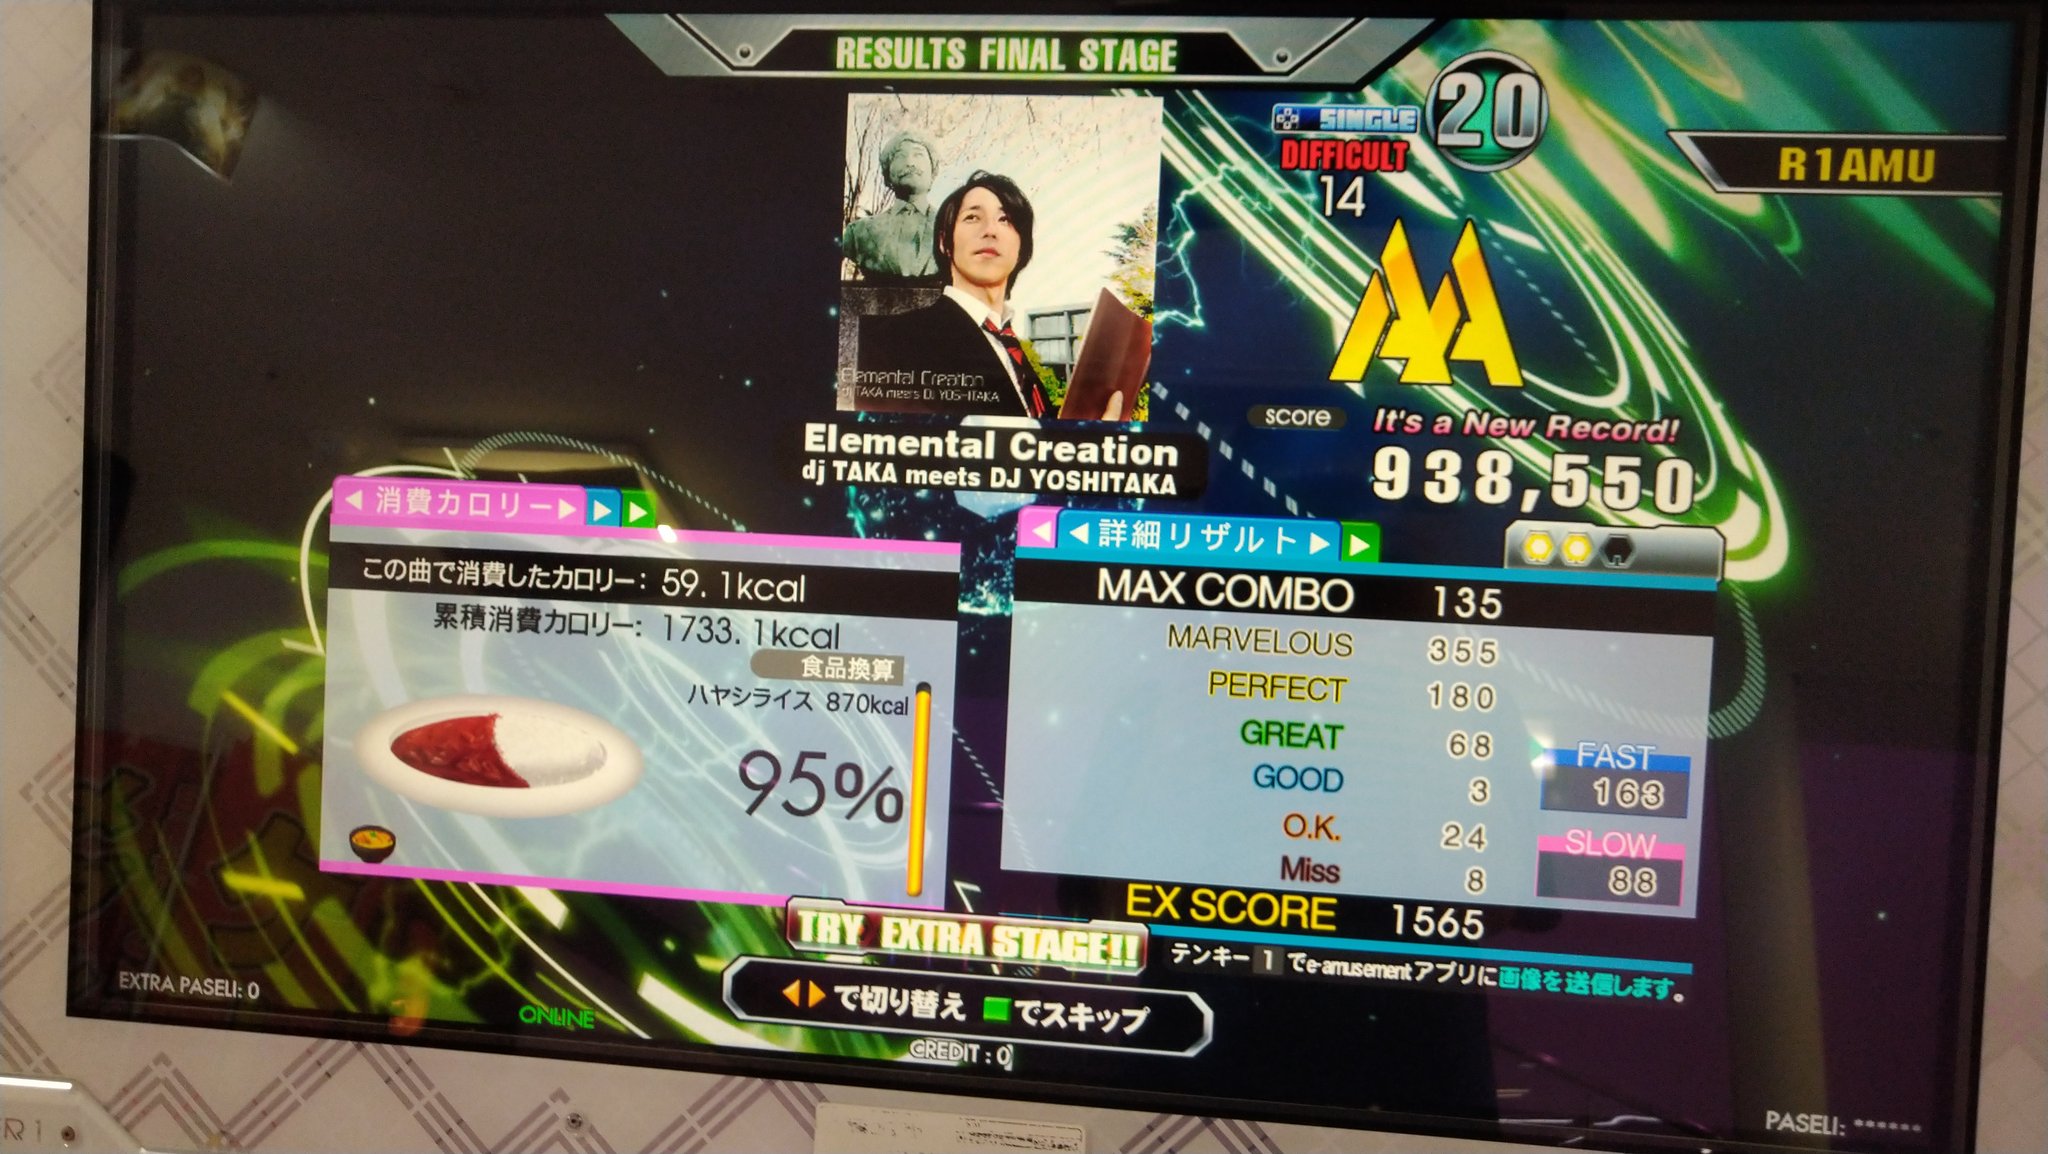 RESULTS FINAL STAGE
SINGLE
DIFFICULT
14
20
R1AMU
AAA
Elemental Creation
dj TAKA meets DJ YOSHITAKA
Elemental Creation
dj TAKA meets DJ YOSHITAKA
score
It's a New Record!
938,550
消費カロリー
この曲で消費したカロリー: 59.1kcal
累積消費カロリー: 1733.1kcal
食品換算
ハヤシライス 870kcal
95%
詳細リザルト
MAX COMBO 135
MARVELOUS 355
PERFECT 180
GREAT 68
GOOD 3
O.K. 24
Miss 8
FAST
163
SLOW
88
EX SCORE 1565
TRY EXTRA STAGE!!
テンキー 1 でe-amusementアプリに画像を送信します。
で切り替え でスキップ
EXTRA PASELI: 0
ONLINE
CREDIT : 0
PASELI: ******
R1